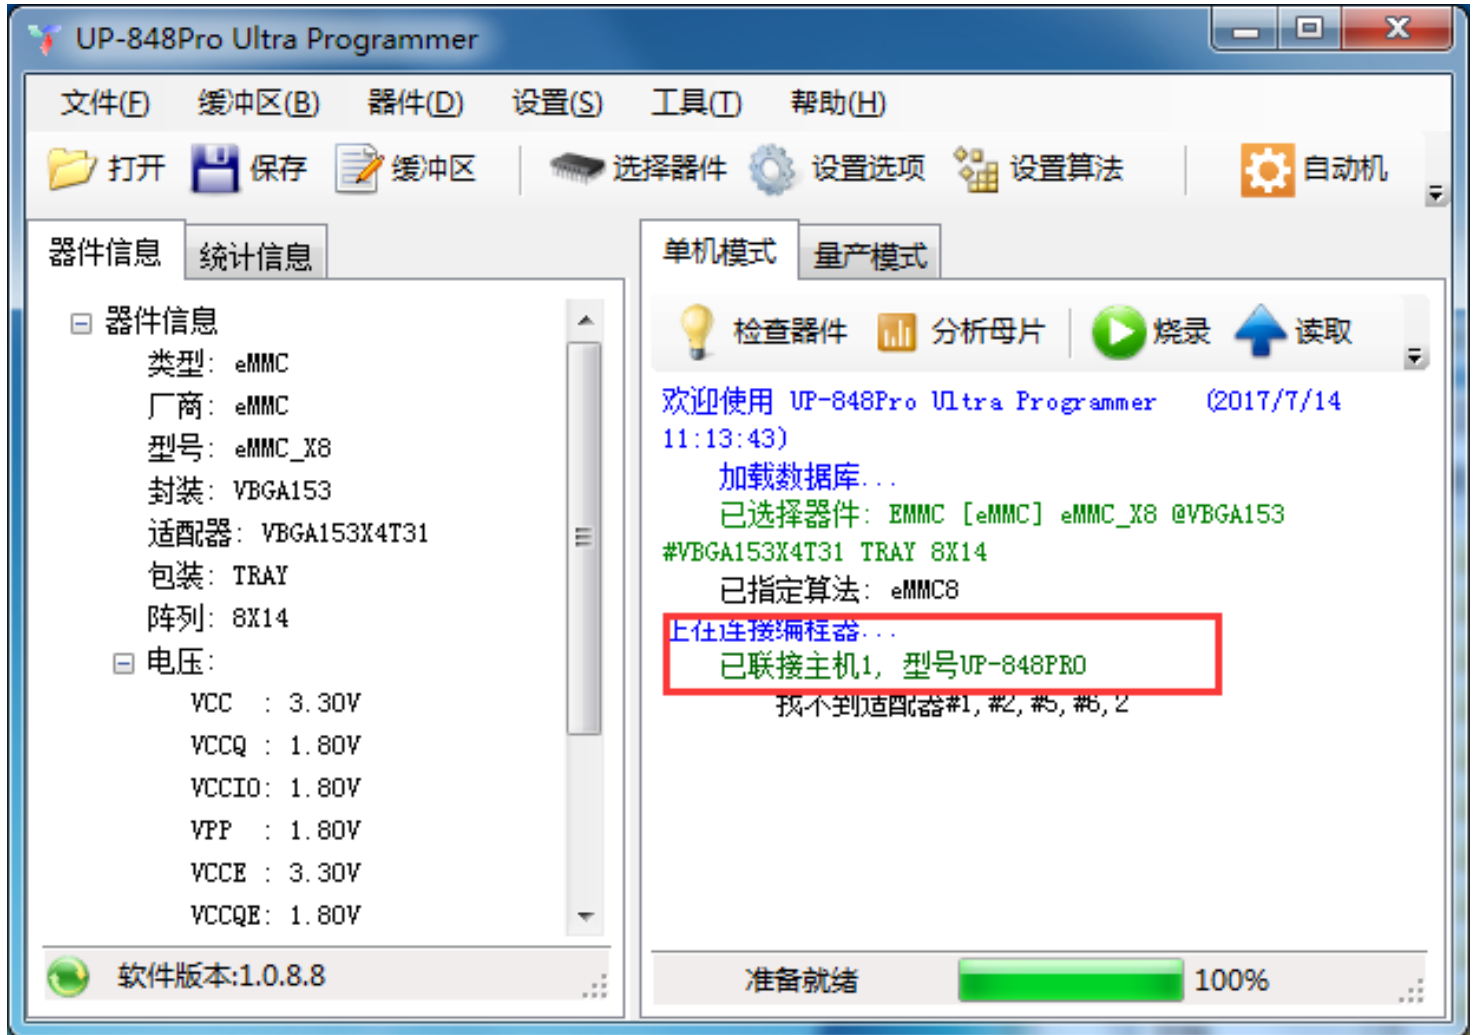 UP-848Pro Ultra Programmer
文件(F) 缓冲区(B) 器件(D) 设置(S) 工具(T) 帮助(H)
打开 保存 缓冲区 选择器件 设置选项 设置算法 自动机
器件信息 统计信息
器件信息
类型: eMMC
厂商: eMMC
型号: eMMC_X8
封装: VBGA153
适配器: VBGA153X4T31
包装: TRAY
阵列: 8X14
电压:
VCC : 3.30V
VCCQ : 1.80V
VCCIO: 1.80V
VPP : 1.80V
VCCE : 3.30V
VCCQE: 1.80V
软件版本:1.0.8.8
单机模式 量产模式
检查器件 分析母片 烧录 读取
欢迎使用 UP-848Pro Ultra Programmer (2017/7/14
11:13:43)
加载数据库...
已选择器件: EMMC [eMMC] eMMC_X8 @VBGA153
#VBGA153X4T31 TRAY 8X14
已指定算法: eMMC8
正在连接编程器...
已联接主机1, 型号UP-848PRO
找不到适配器#1,#2,#5,#6,2
准备就绪 100%